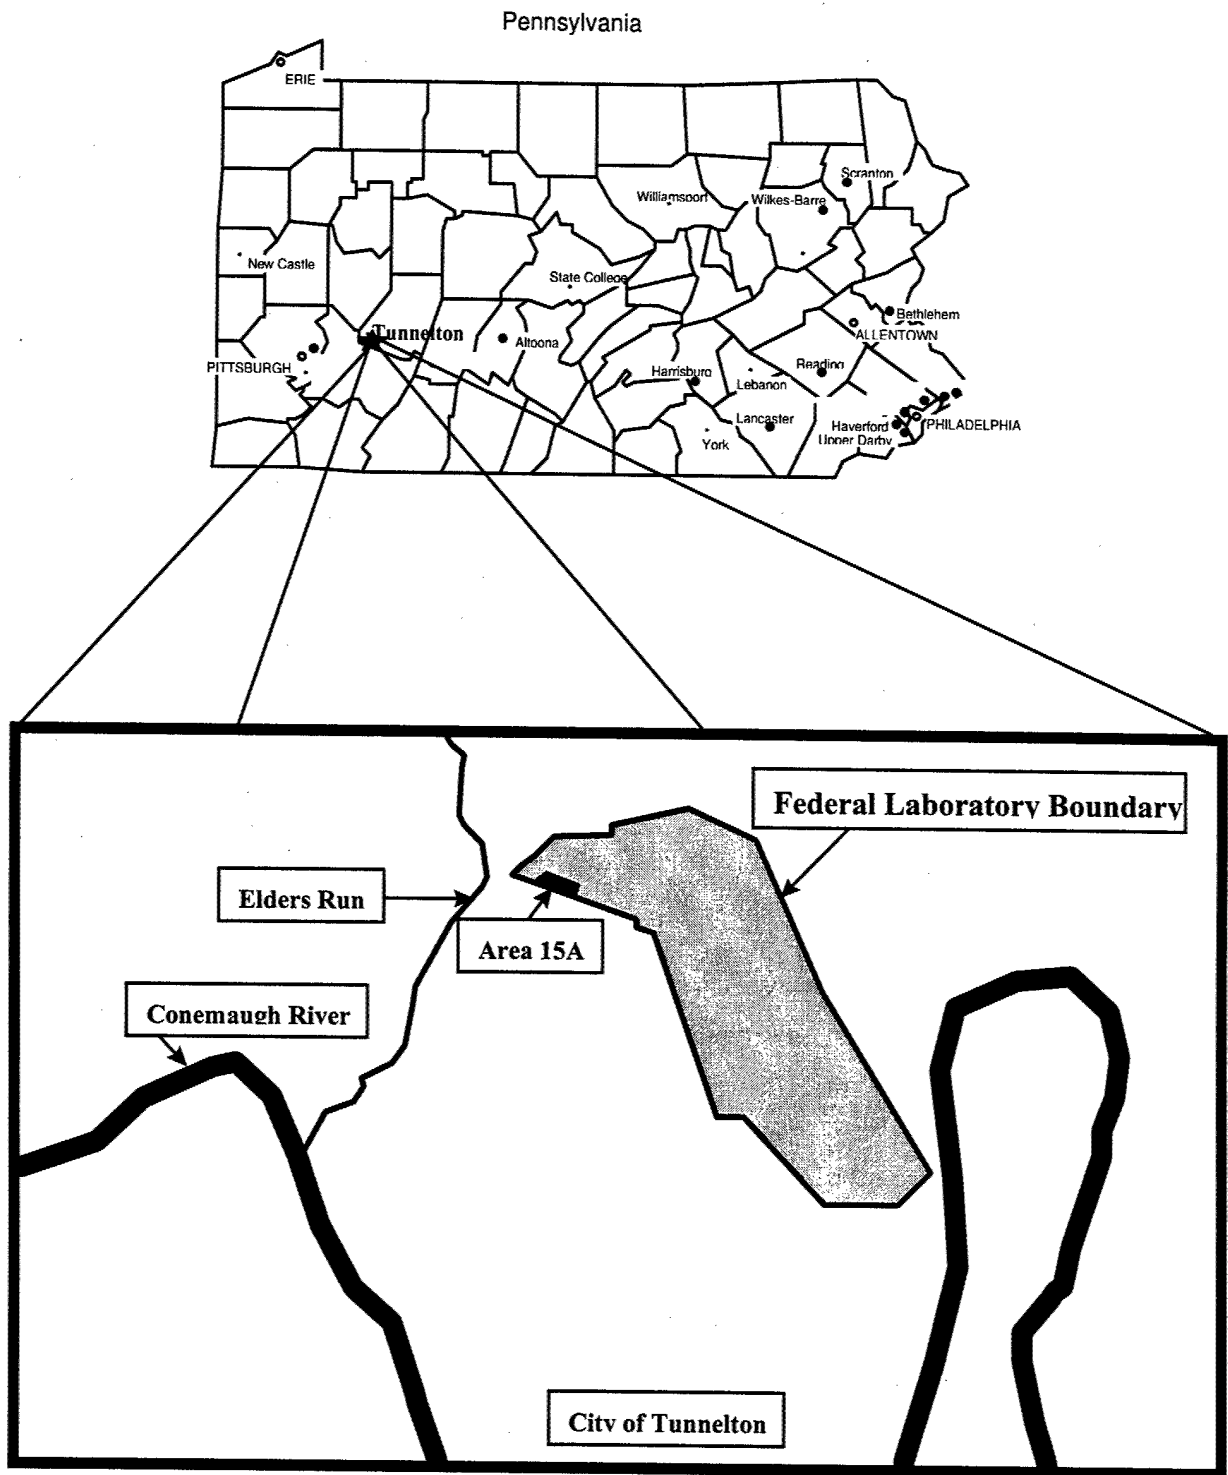 Pennsylvania
ERIE
Scranton
Williamsport
Wilkes-Barre
New Castle
State College
Bethlehem
Tunnelton
ALLENTOWN
Altoona
PITTSBURGH
Reading
Harrisburg
Lebanon
Lancaster
PHILADELPHIA
Haverford
Upper Darby
York
Federal Laboratory Boundary
Elders Run
Area 15A
Conemaugh River
City of Tunnelton